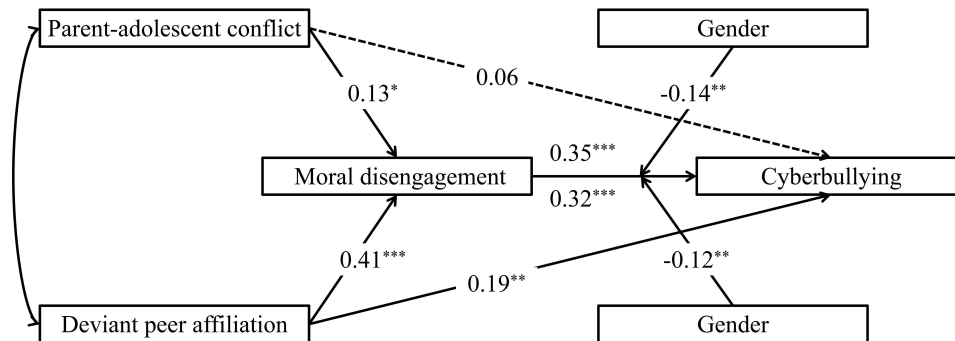 Parent-adolescent conflict
Gender
0.06
0.13*
-0.14**
0.35***
Moral disengagement
Cyberbullying
0.32***
0.41***
-0.12**
0.19**
Deviant peer affiliation
Gender